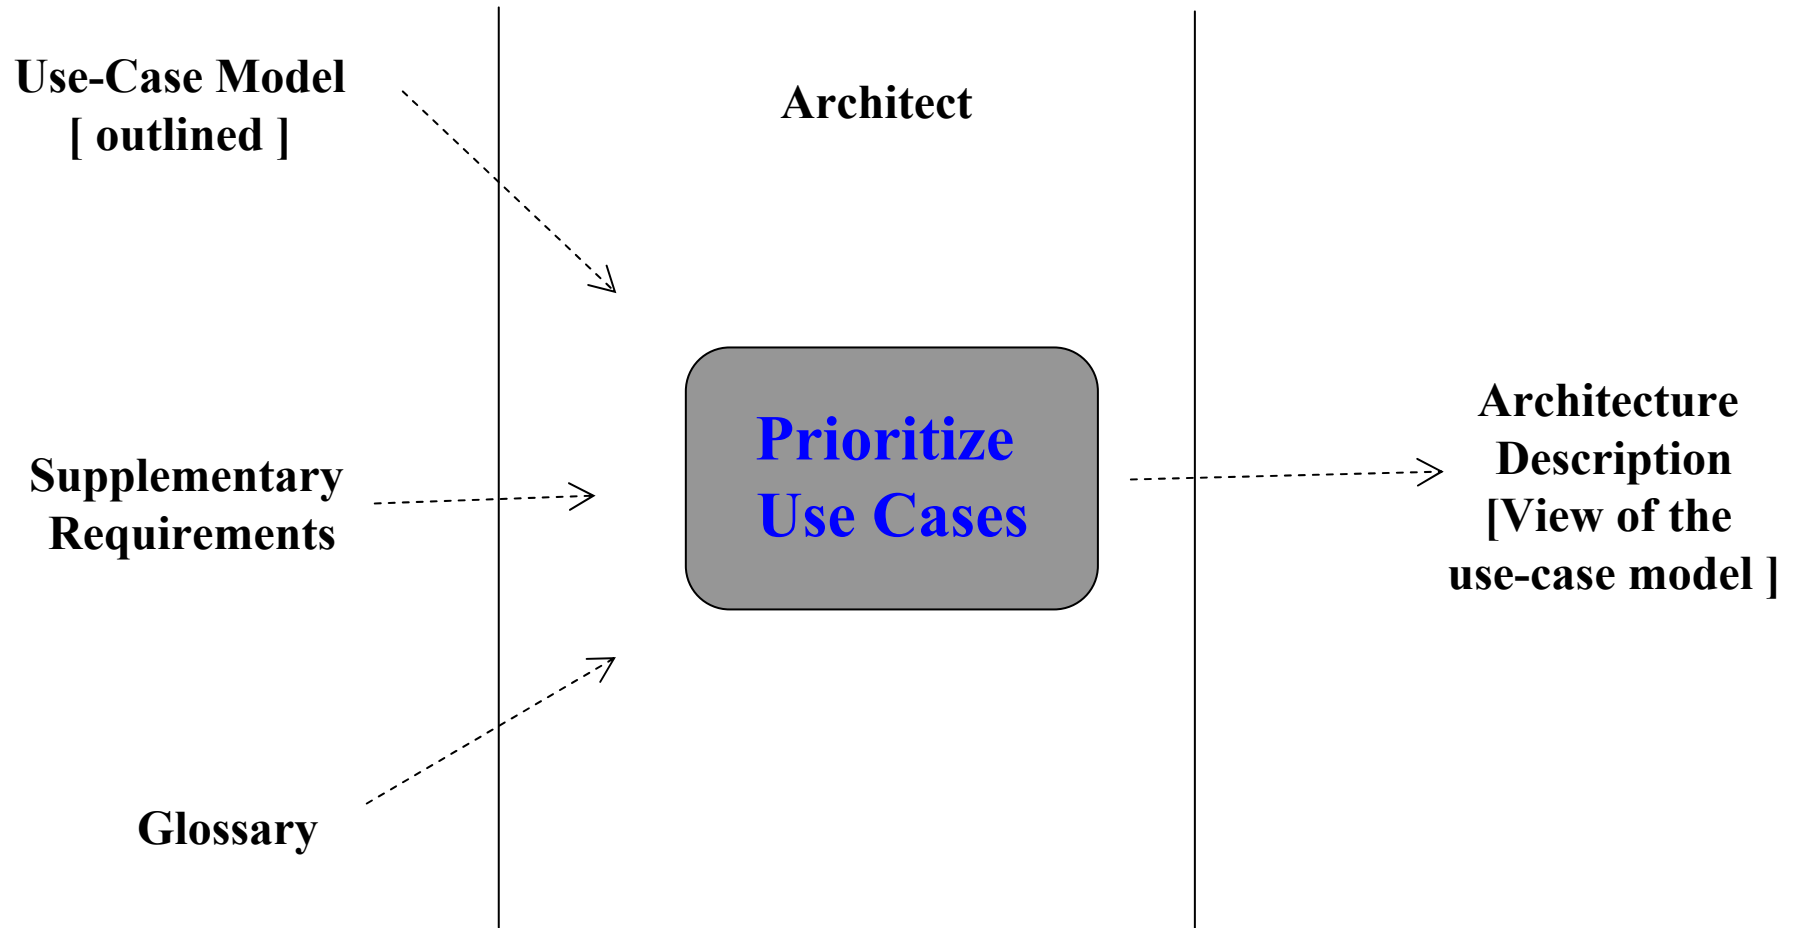 Use-Case Model
[ outlined ]
Architect
Prioritize
Use Cases
Supplementary
Requirements
Glossary
Architecture
Description
[View of the
use-case model ]